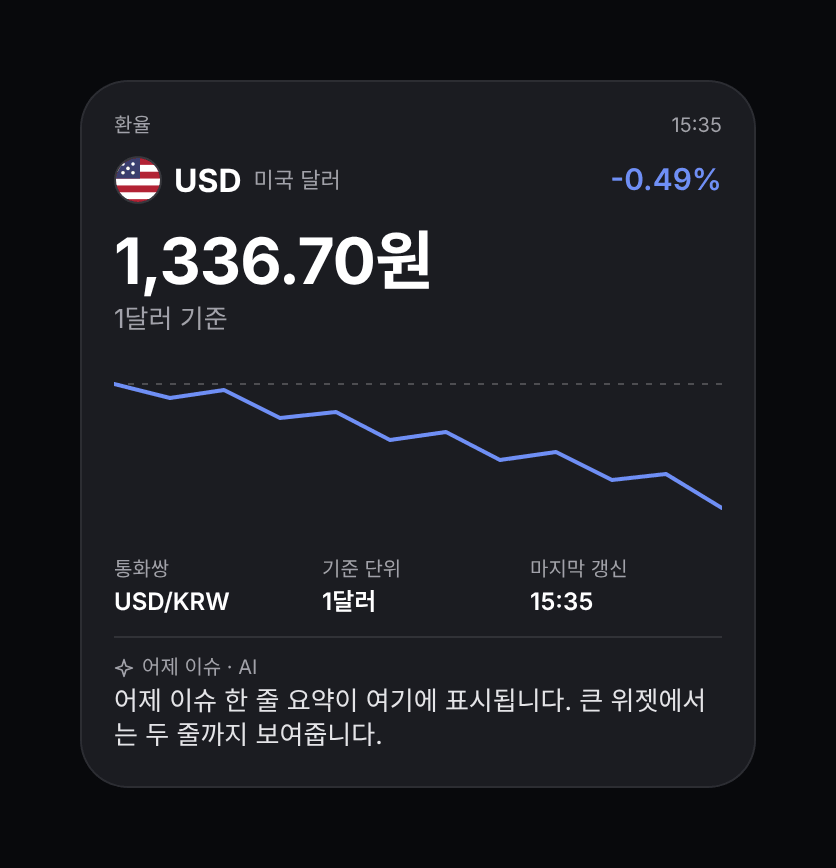 환율 15:35
USD 미국 달러 -0.49%
1,336.70원
1달러 기준
통화쌍 기준 단위 마지막 갱신
USD/KRW 1달러 15:35
어제 이슈 · AI
어제 이슈 한 줄 요약이 여기에 표시됩니다. 큰 위젯에서
는 두 줄까지 보여줍니다.